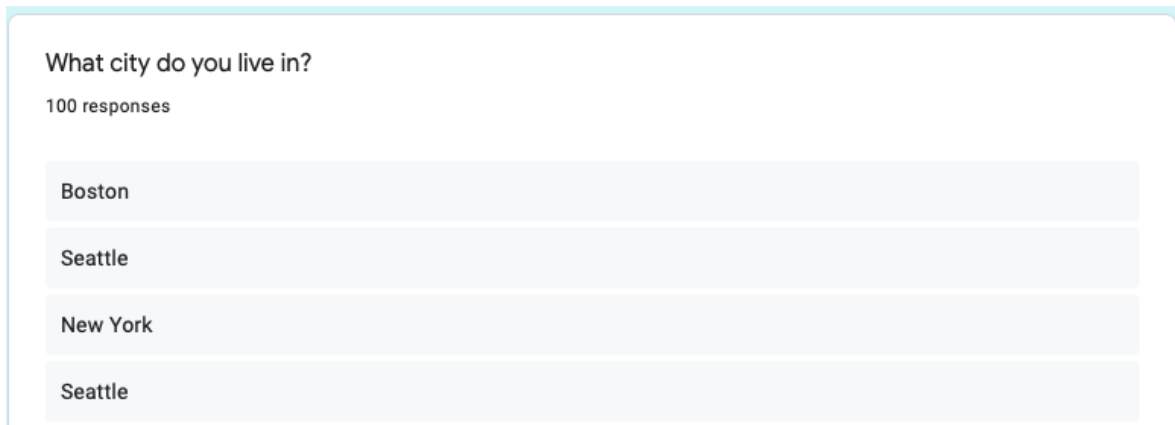 What city do you live in?
100 responses
Boston
Seattle
New York
Seattle